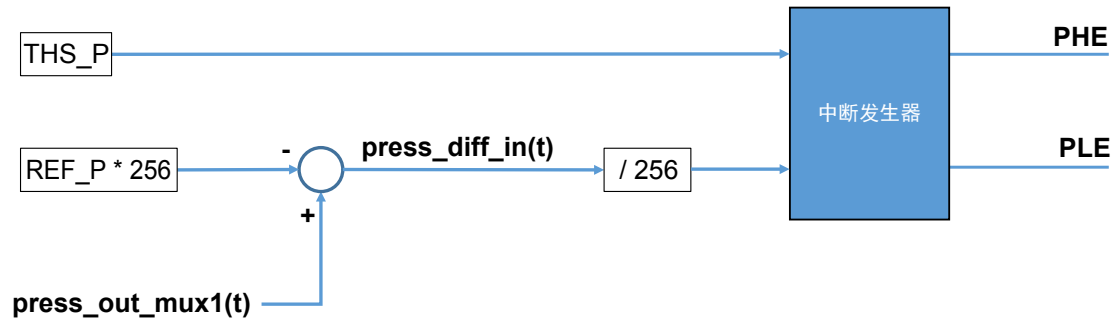 THS_P
PHE
中断发生器
REF_P * 256
-
press_diff_in(t)
/ 256
PLE
+
press_out_mux1(t)